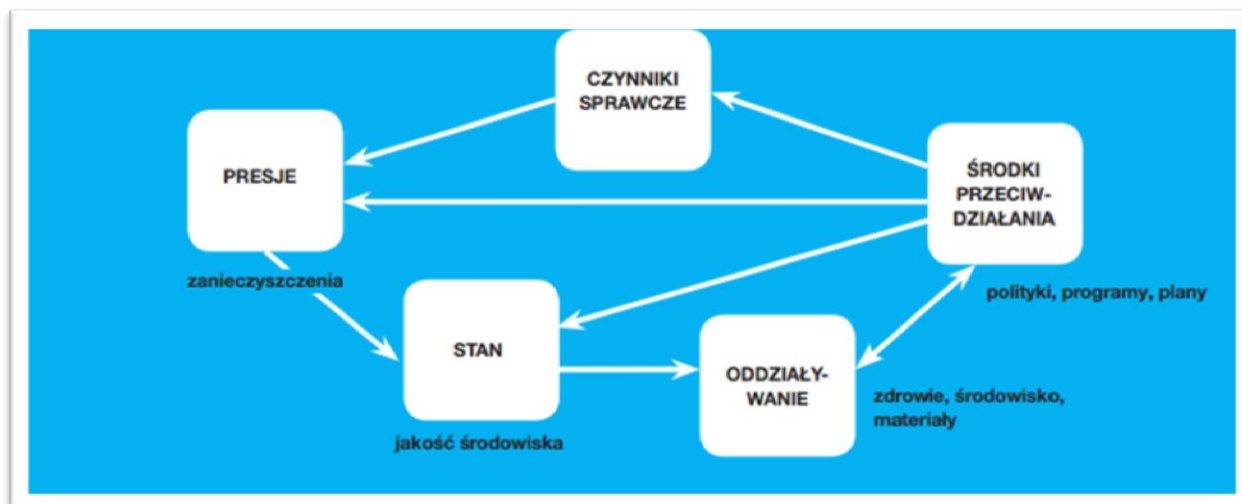 CZYNNIKI
SPRAWCZE
PRESJE
ŚRODKI
PRZECIW-
DZIAŁANIA
zanieczyszczenia
polityki, programy, plany
STAN
ODDZIAŁY-
WANIE
zdrowie, środowisko,
materiały
jakość środowiska